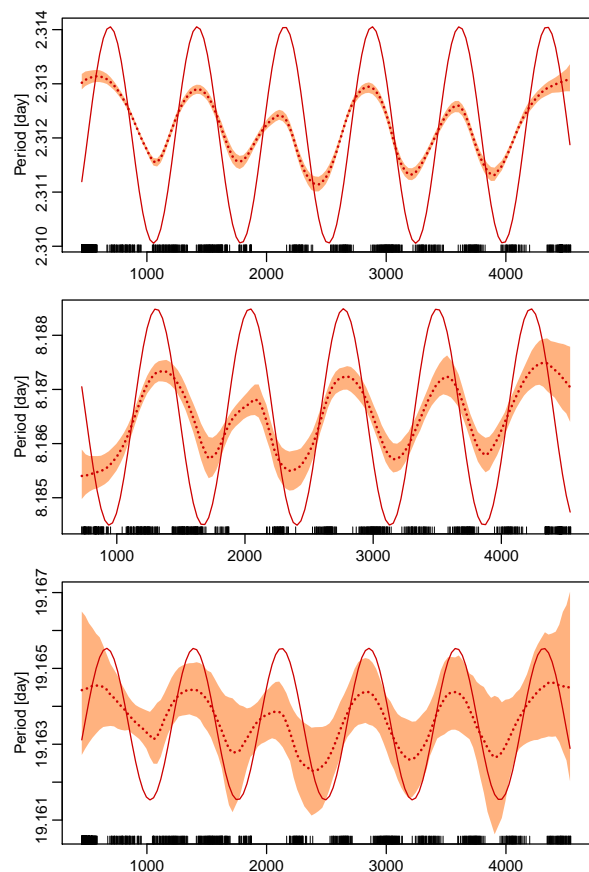 2.314
2.313
2.312
2.311
2.310
Period [day]
1000 2000 3000 4000
8.188
8.187
8.186
8.185
Period [day]
1000 2000 3000 4000
19.167
19.165
19.163
19.161
Period [day]
1000 2000 3000 4000